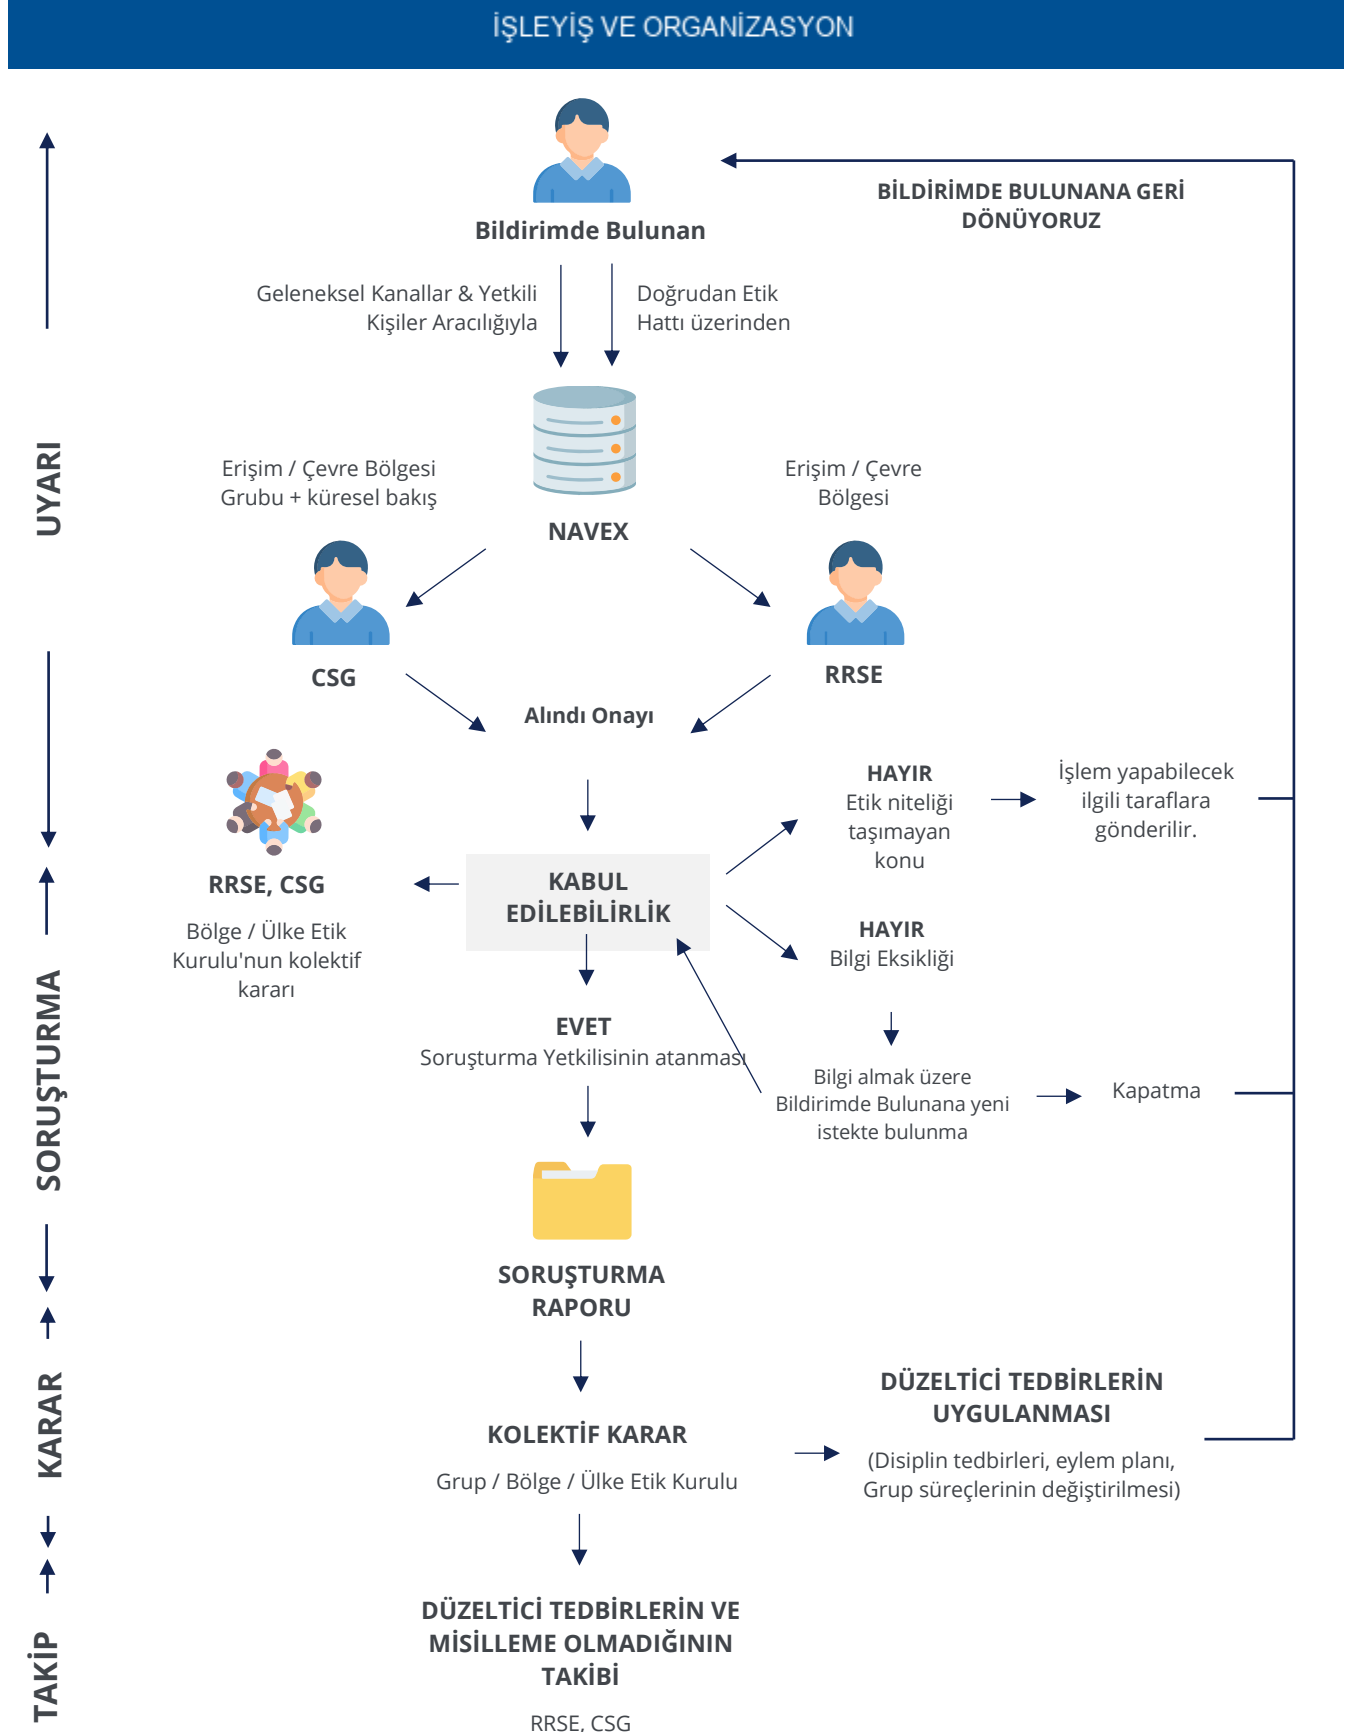 İŞLEYİŞ VE ORGANİZASYON
BİLDİRİMDE BULUNANA GERİ
DÖNÜYORUZ
Bildirimde Bulunan
Geleneksel Kanallar & Yetkili
Kişiler Aracılığıyla
Doğrudan Etik
Hattı üzerinden
UYARI
Erişim / Çevre Bölgesi
Grubu + küresel bakış
Erişim / Çevre
Bölgesi
NAVEX
CSG
RRSE
Alındı Onayı
HAYIR
Etik niteliği
taşımayan
konu
İşlem yapabilecek
ilgili taraflara
gönderilir.
RRSE, CSG
Bölge / Ülke Etik
Kurulu'nun kolektif
kararı
KABUL
EDİLEBİLİRLİK
HAYIR
Bilgi Eksikliği
SORUŞTURMA
EVET
Soruşturma Yetkilisinin atanması
Bilgi almak üzere
Bildirimde Bulunana yeni
istekte bulunma
Kapatma
SORUŞTURMA
RAPORU
KARAR
KOLEKTİF KARAR
Grup / Bölge / Ülke Etik Kurulu
DÜZELTİCİ TEDBİRLERİN
UYGULANMASI
(Disiplin tedbirleri, eylem planı,
Grup süreçlerinin değiştirilmesi)
TAKİP
DÜZELTİCİ TEDBİRLERİN VE
MİSİLLEME OLMADIĞININ
TAKİBİ
RRSE, CSG